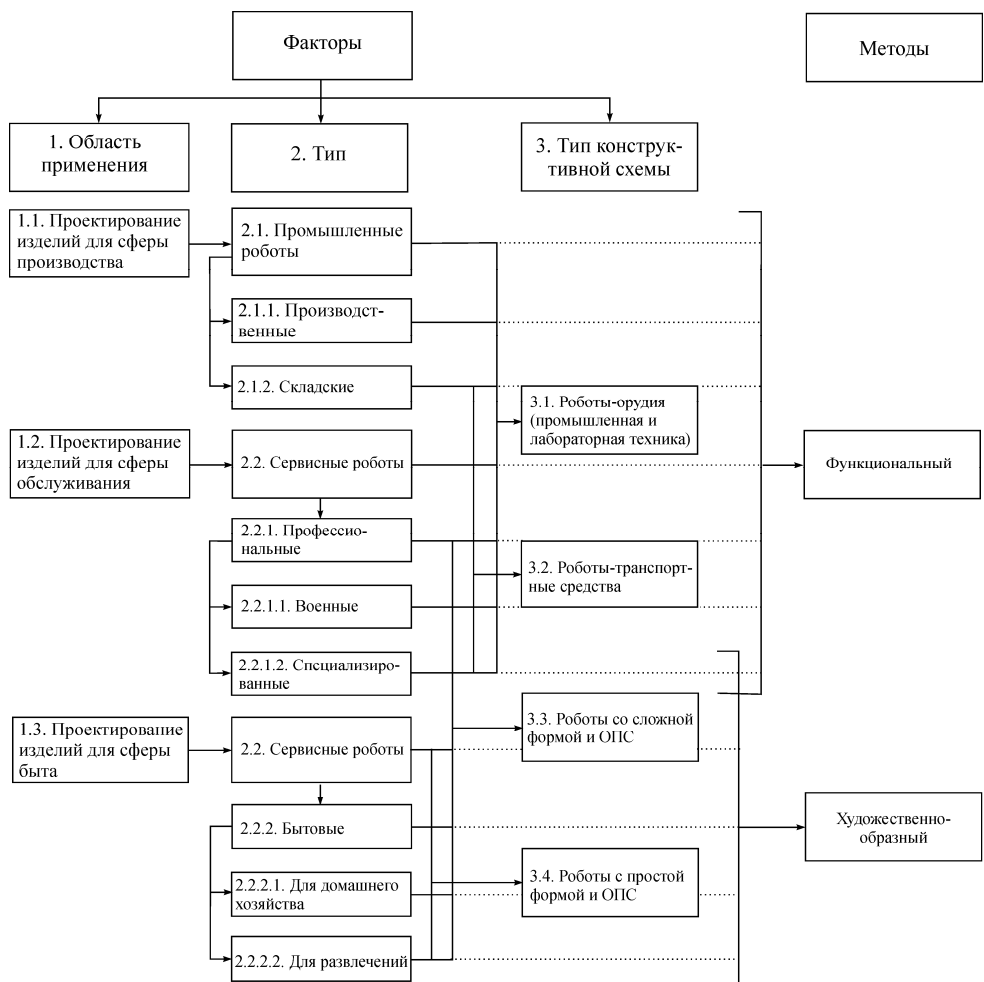 Факторы
Методы
1. Область
применения
2. Тип
3. Тип конструк-
тивной схемы
1.1. Проектирование
изделий для сферы
производства
2.1. Промышленные
роботы
2.1.1. Производст-
венные
2.1.2. Складские
3.1. Роботы-орудия
(промышленная и
лабораторная техника)
1.2. Проектирование
изделий для сферы
обслуживания
2.2. Сервисные роботы
Функциональный
2.2.1. Профессио-
нальные
3.2. Роботы-транспорт-
ные средства
2.2.1.1. Военные
2.2.1.2. Специализиро-
ванные
1.3. Проектирование
изделий для сферы
быта
2.2. Сервисные роботы
3.3. Роботы со сложной
формой и ОПС
2.2.2. Бытовые
Художественно-
образный
3.4. Роботы с простой
формой и ОПС
2.2.2.1. Для домашнего
хозяйства
2.2.2.2. Для развлечений